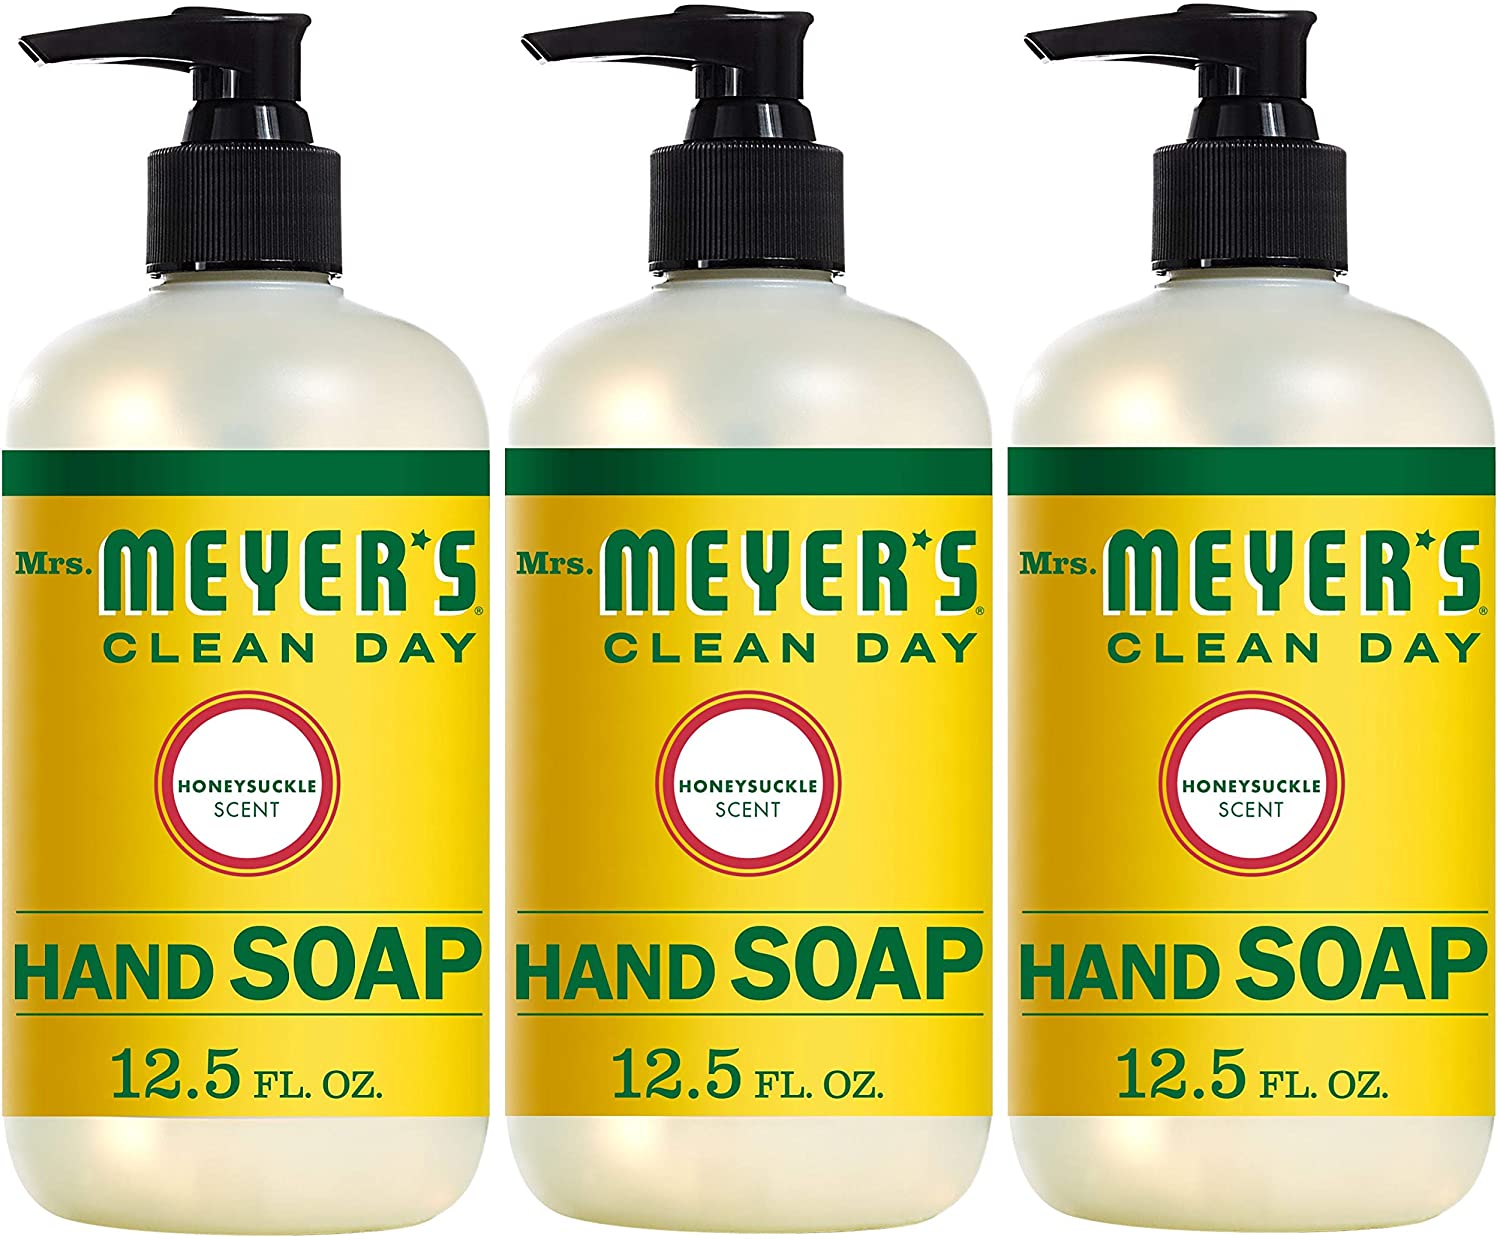 Mrs. MEYER'S®
CLEAN DAY
HONEYSUCKLE
SCENT
HAND SOAP
12.5 FL. OZ.
Mrs. MEYER'S®
CLEAN DAY
HONEYSUCKLE
SCENT
HAND SOAP
12.5 FL. OZ.
Mrs. MEYER'S®
CLEAN DAY
HONEYSUCKLE
SCENT
HAND SOAP
12.5 FL. OZ.